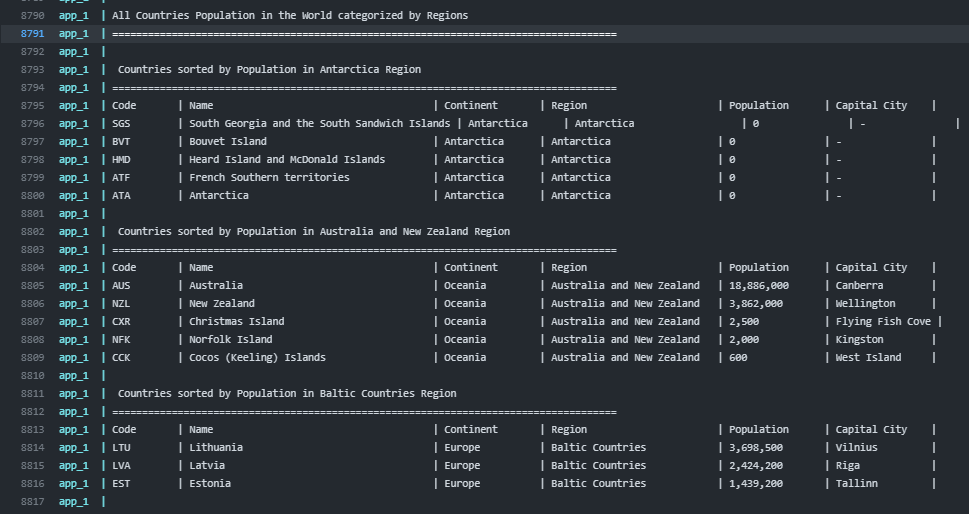 8790 app_1 | All Countries Population in the World categorized by Regions
8791 app_1 | =====================================================================================
8792 app_1 |
8793 app_1 |  Countries sorted by Population in Antarctica Region
8794 app_1 | =====================================================================================
8795 app_1 | Code | Name | Continent | Region | Population | Capital City |
8796 app_1 | SGS | South Georgia and the South Sandwich Islands | Antarctica | Antarctica | 0 | - |
8797 app_1 | BVT | Bouvet Island | Antarctica | Antarctica | 0 | - |
8798 app_1 | HMD | Heard Island and McDonald Islands | Antarctica | Antarctica | 0 | - |
8799 app_1 | ATF | French Southern territories | Antarctica | Antarctica | 0 | - |
8800 app_1 | ATA | Antarctica | Antarctica | Antarctica | 0 | - |
8801 app_1 |
8802 app_1 |  Countries sorted by Population in Australia and New Zealand Region
8803 app_1 | =====================================================================================
8804 app_1 | Code | Name | Continent | Region | Population | Capital City |
8805 app_1 | AUS | Australia | Oceania | Australia and New Zealand | 18,886,000 | Canberra |
8806 app_1 | NZL | New Zealand | Oceania | Australia and New Zealand | 3,862,000 | Wellington |
8807 app_1 | CXR | Christmas Island | Oceania | Australia and New Zealand | 2,500 | Flying Fish Cove |
8808 app_1 | NFK | Norfolk Island | Oceania | Australia and New Zealand | 2,000 | Kingston |
8809 app_1 | CCK | Cocos (Keeling) Islands | Oceania | Australia and New Zealand | 600 | West Island |
8810 app_1 |
8811 app_1 |  Countries sorted by Population in Baltic Countries Region
8812 app_1 | =====================================================================================
8813 app_1 | Code | Name | Continent | Region | Population | Capital City |
8814 app_1 | LTU | Lithuania | Europe | Baltic Countries | 3,698,500 | Vilnius |
8815 app_1 | LVA | Latvia | Europe | Baltic Countries | 2,424,200 | Riga |
8816 app_1 | EST | Estonia | Europe | Baltic Countries | 1,439,200 | Tallinn |
8817 app_1 |